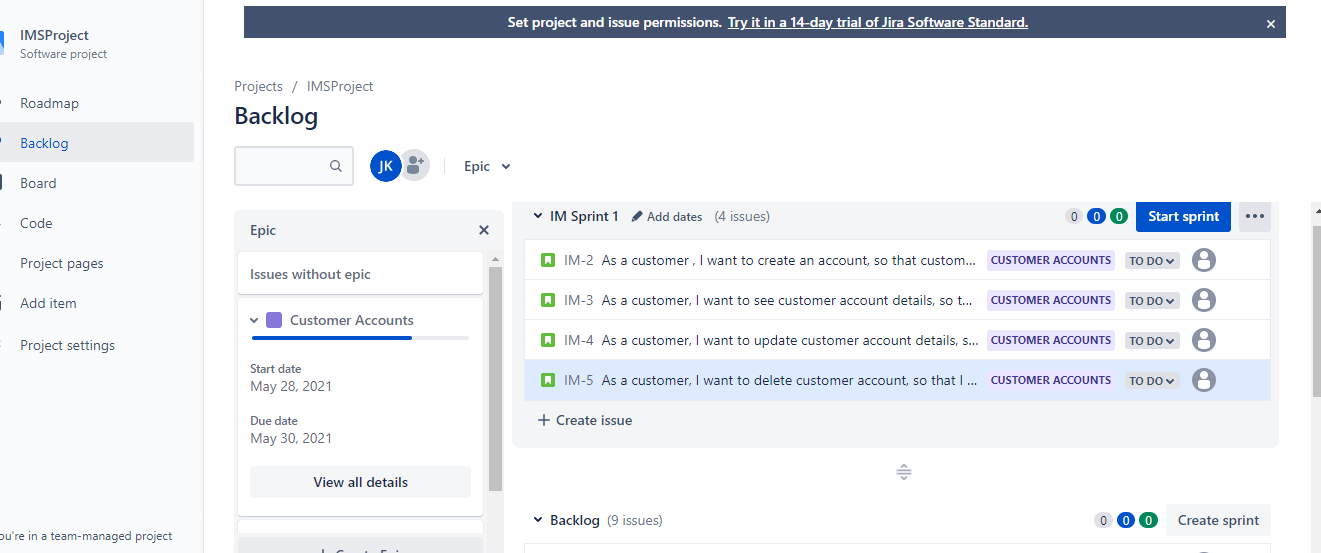 Set project and issue permissions. Try it in a 14-day trial of Jira Software Standard.
IMSProject
Software project
Roadmap
Backlog
Board
Code
Project pages
Add item
Project settings
You're in a team-managed project
Projects / IMSProject
Backlog
JK
Epic
Epic
Issues without epic
Customer Accounts
Start date
May 28, 2021
Due date
May 30, 2021
View all details
IM Sprint 1 Add dates (4 issues) 0 0 0 Start sprint
IM-2 As a customer , I want to create an account, so that custom... CUSTOMER ACCOUNTS TO DO
IM-3 As a customer, I want to see customer account details, so t... CUSTOMER ACCOUNTS TO DO
IM-4 As a customer, I want to update customer account details, s... CUSTOMER ACCOUNTS TO DO
IM-5 As a customer, I want to delete customer account, so that I ... CUSTOMER ACCOUNTS TO DO
+ Create issue
Backlog (9 issues) 0 0 0 Create sprint